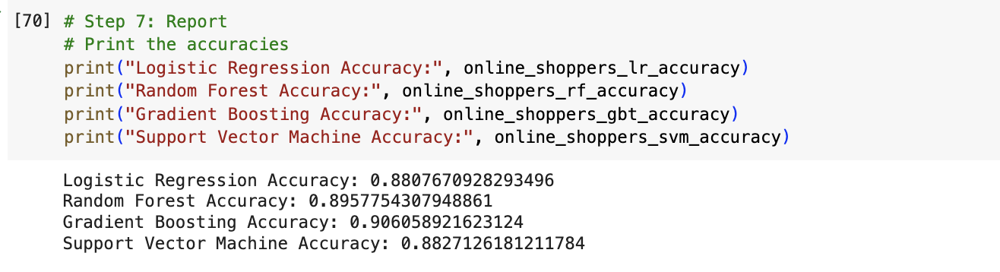 [70] # Step 7: Report
# Print the accuracies
print("Logistic Regression Accuracy:", online_shoppers_lr_accuracy)
print("Random Forest Accuracy:", online_shoppers_rf_accuracy)
print("Gradient Boosting Accuracy:", online_shoppers_gbt_accuracy)
print("Support Vector Machine Accuracy:", online_shoppers_svm_accuracy)
Logistic Regression Accuracy: 0.8807670928293496
Random Forest Accuracy: 0.8957754307948861
Gradient Boosting Accuracy: 0.906058921623124
Support Vector Machine Accuracy: 0.8827126181211784